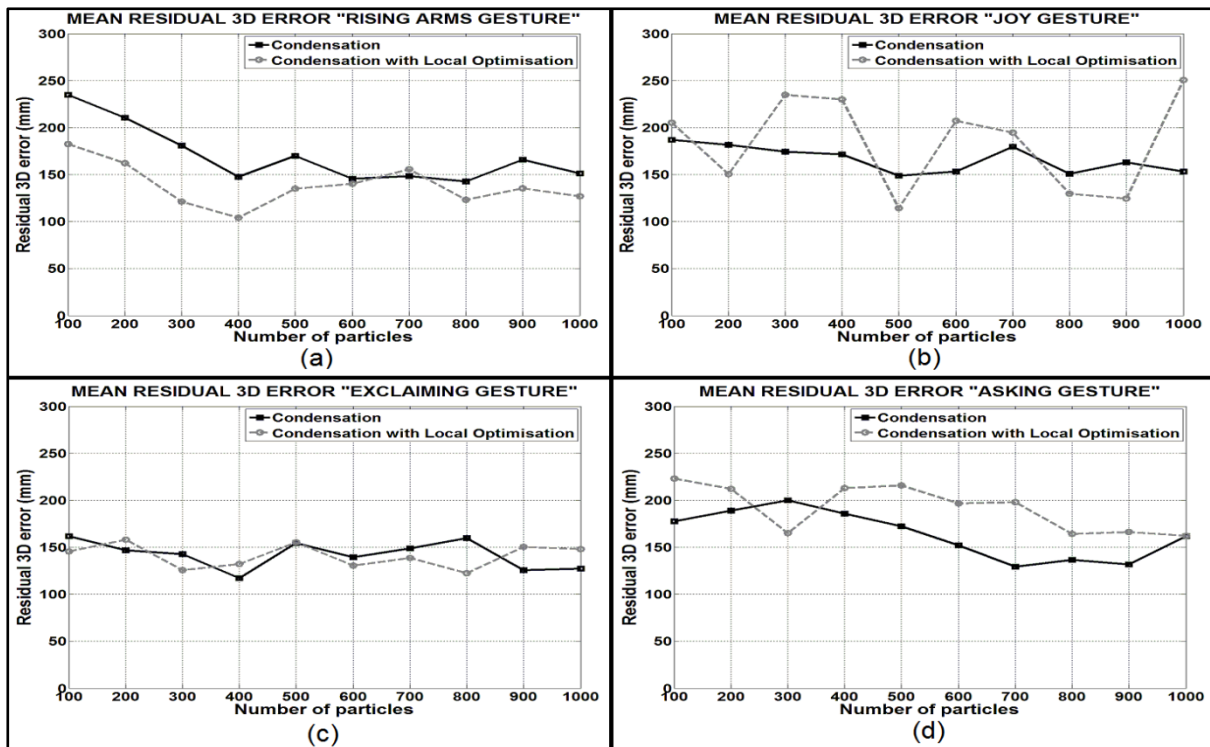 MEAN RESIDUAL 3D ERROR "RISING ARMS GESTURE"
300
250
200
150
100
50
0
Residual 3D error (mm)
Condensation
Condensation with Local Optimisation
100 200 300 400 500 600 700 800 900 1000
Number of particles
(a)
MEAN RESIDUAL 3D ERROR "JOY GESTURE"
300
250
200
150
100
50
0
Residual 3D error (mm)
Condensation
Condensation with Local Optimisation
100 200 300 400 500 600 700 800 900 1000
Number of particles
(b)
MEAN RESIDUAL 3D ERROR "EXCLAIMING GESTURE"
300
250
200
150
100
50
0
Residual 3D error (mm)
Condensation
Condensation with Local Optimisation
100 200 300 400 500 600 700 800 900 1000
Number of particles
(c)
MEAN RESIDUAL 3D ERROR "ASKING GESTURE"
300
250
200
150
100
50
0
Residual 3D error (mm)
Condensation
Condensation with Local Optimisation
100 200 300 400 500 600 700 800 900 1000
Number of particles
(d)